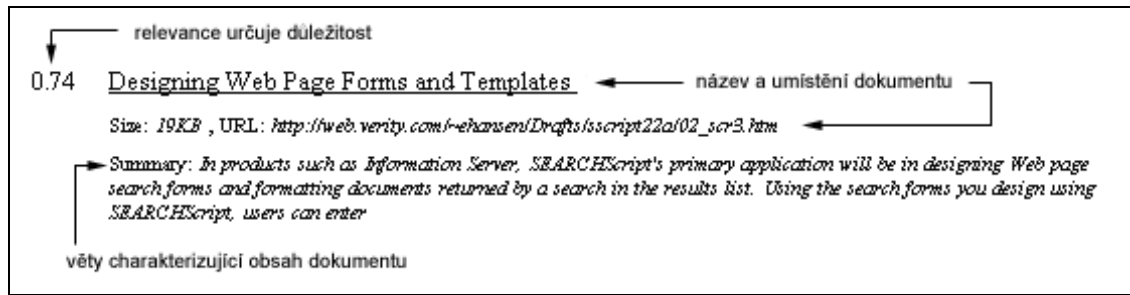 relevance určuje důležitost
0.74 Designing Web Page Forms and Templates
název a umístění dokumentu
Size: 19KB , URL: http://web.verity.com/~ehansen/Drafts/sscript22a/02_scr3.htm
Summary: In products such as Information Server, SEARCHScript's primary application will be in designing Web page
search forms and formatting documents returned by a search in the results list. Using the search forms you design using
SEARCHScript, users can enter
věty charakterizující obsah dokumentu